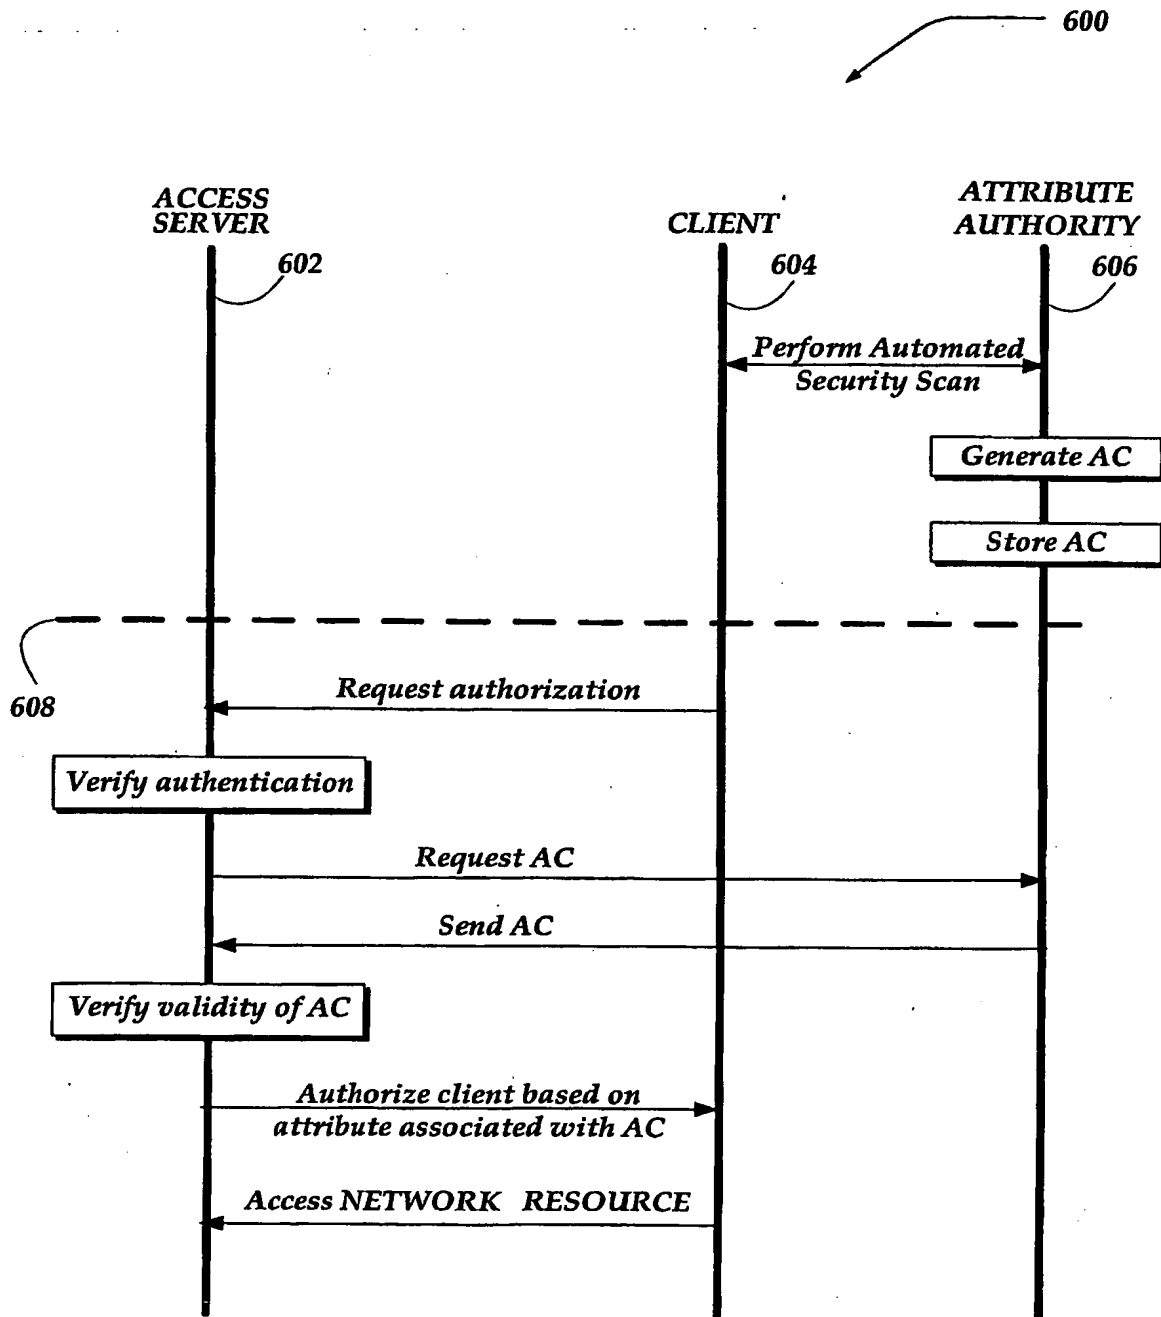 600
ACCESS
SERVER
CLIENT
ATTRIBUTE
AUTHORITY
602
604
606
Perform Automated
Security Scan
Generate AC
Store AC
608
Request authorization
Verify authentication
Request AC
Send AC
Verify validity of AC
Authorize client based on
attribute associated with AC
Access NETWORK RESOURCE